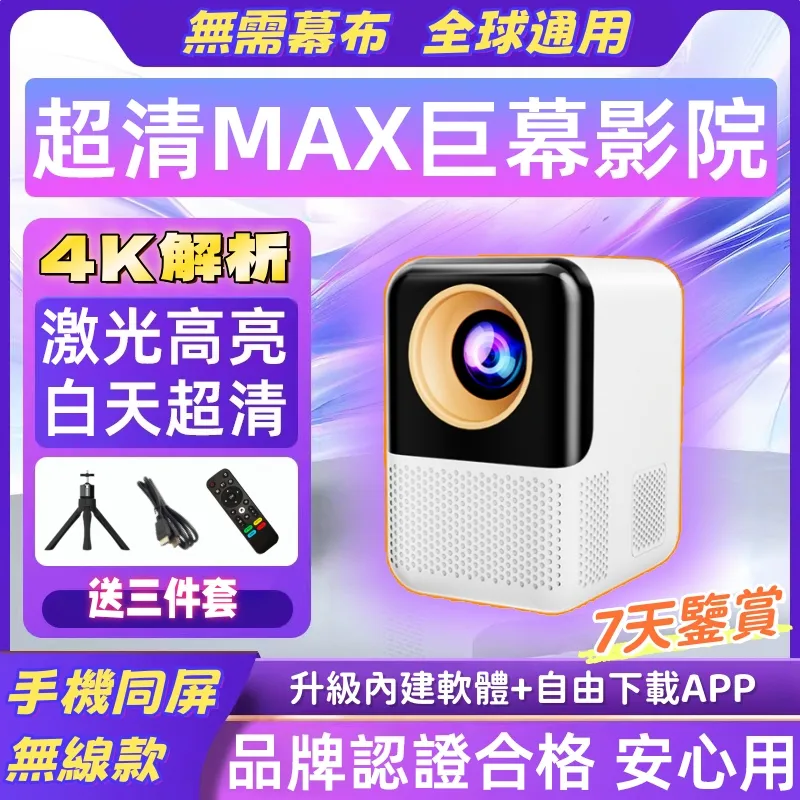 無需幕布 全球通用
超清MAX巨幕影院
4K解析
激光高亮
白天超清
送三件套
7天鑒賞
手機同屏
無線款
升級內建軟體+自由下載APP
品牌認證合格 安心用